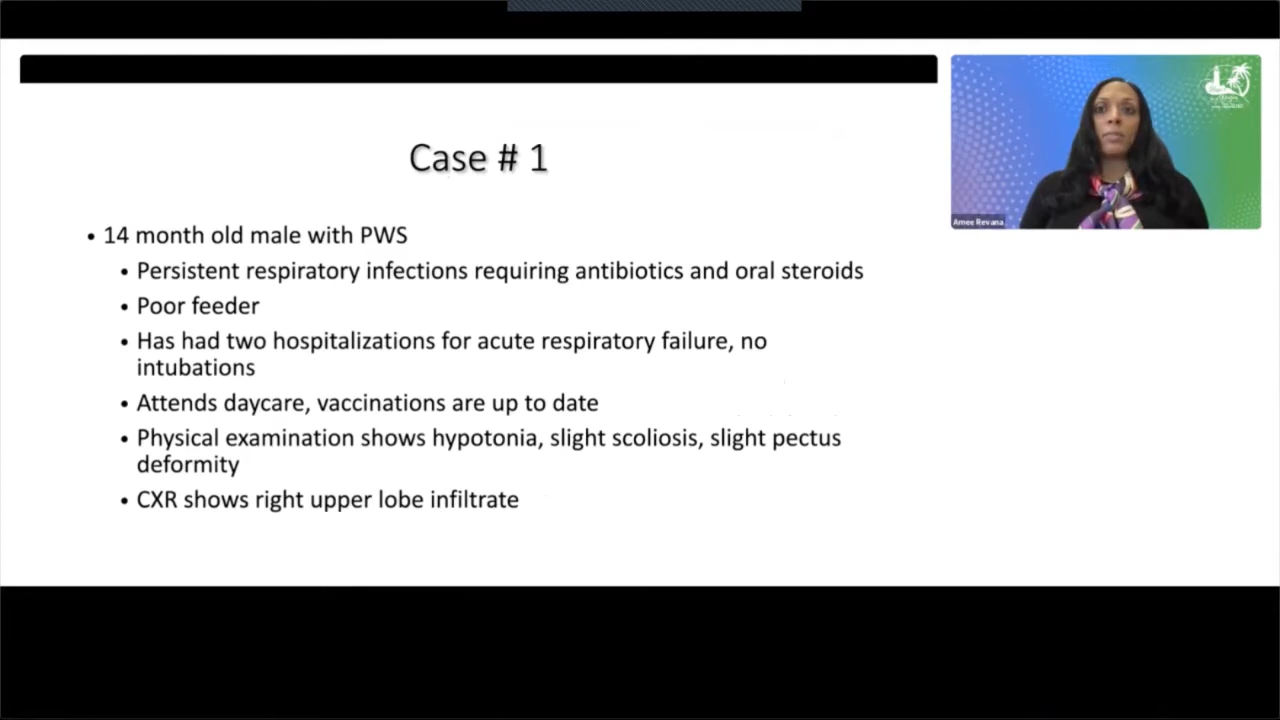 Case # 1
• 14 month old male with PWS
• Persistent respiratory infections requiring antibiotics and oral steroids
• Poor feeder
• Has had two hospitalizations for acute respiratory failure, no
intubations
• Attends daycare, vaccinations are up to date
• Physical examination shows hypotonia, slight scoliosis, slight pectus
deformity
• CXR shows right upper lobe infiltrate
Amee Revana